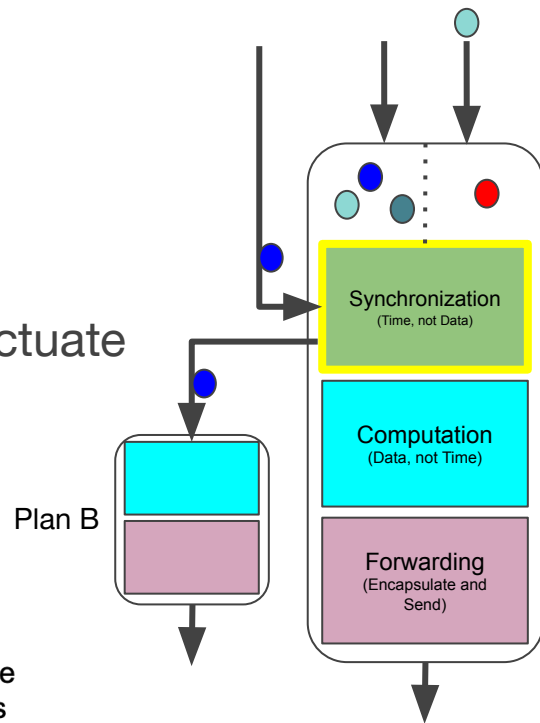 Synchronization
(Time, not Data)
ctuate
Computation
(Data, not Time)
Plan B
Forwarding
(Encapsulate and
Send)
e
s